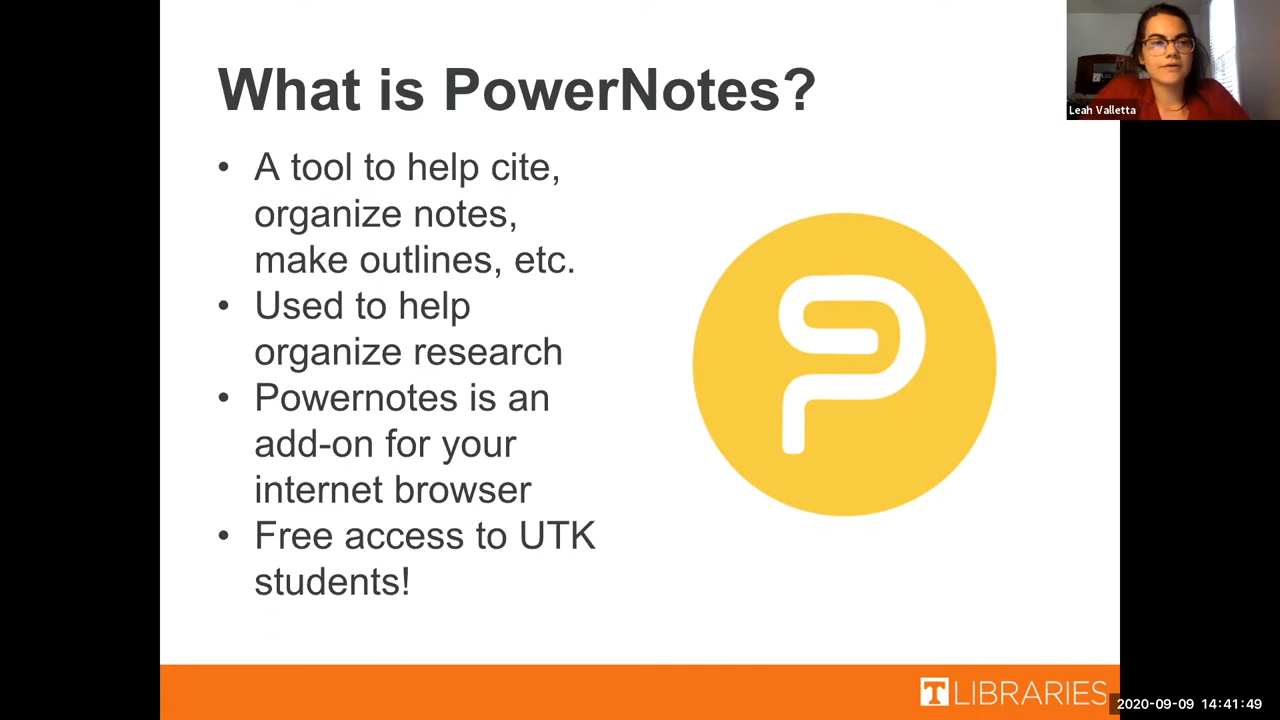 What is PowerNotes?
• A tool to help cite,
organize notes,
make outlines, etc.
• Used to help
organize research
• Powernotes is an
add-on for your
internet browser
• Free access to UTK
students!
Leah Valletta
T LIBRARIES
2020-09-09 14:41:49